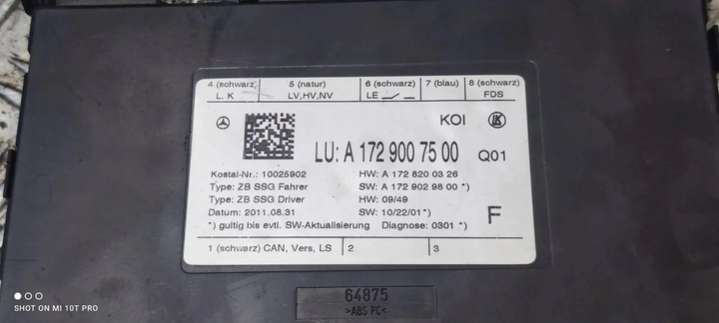 4 (schwarz) 5 (natur) 6 (schwarz) 7 (blau) 8 (schwarz)
L. K LV,HV,NV LE FDS
KOI
LU: A 172 900 75 00 Q01
Kostal-Nr.: 10025902 HW: A 172 820 03 26
Type: ZB SSG Fahrer SW: A 172 902 98 00 *)
Type: ZB SSG Driver HW: 09/49
Datum: 2011.08.31 SW: 10/22/01*) F
*) gultig bis evtl. SW-Aktualisierung Diagnose: 0301 *)
1 (schwarz) CAN, Vers, LS 2 3
64875
>ABS PC<
SHOT ON MI 10T PRO